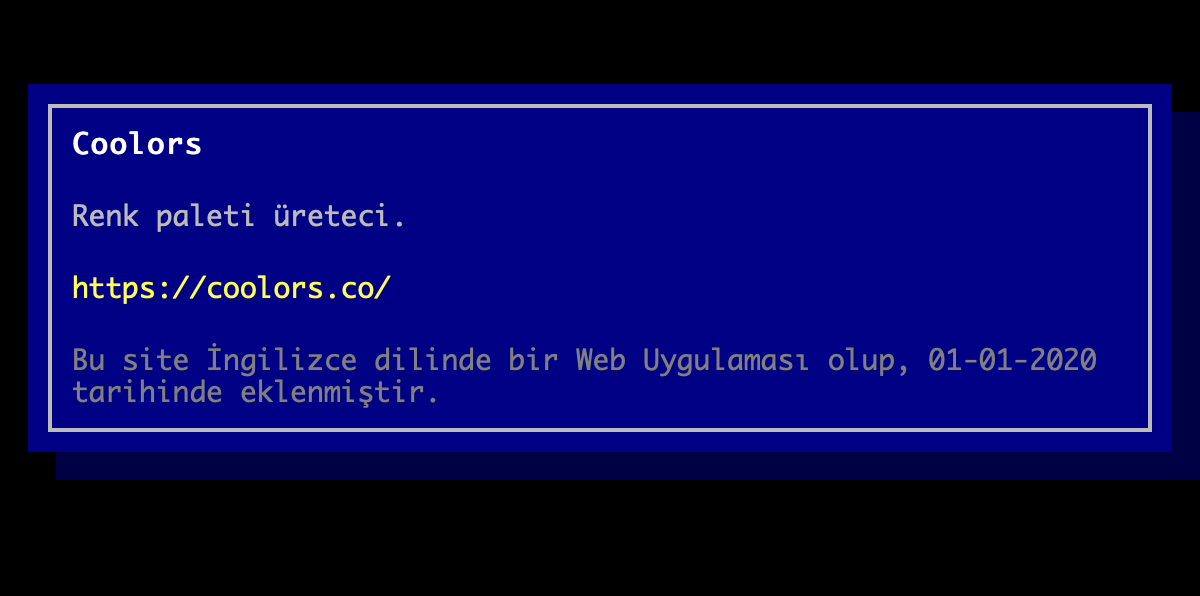 Coolors
Renk paleti üreteci.
https://coolors.co/
Bu site İngilizce dilinde bir Web Uygulaması olup, 01-01-2020
tarihinde eklenmiştir.